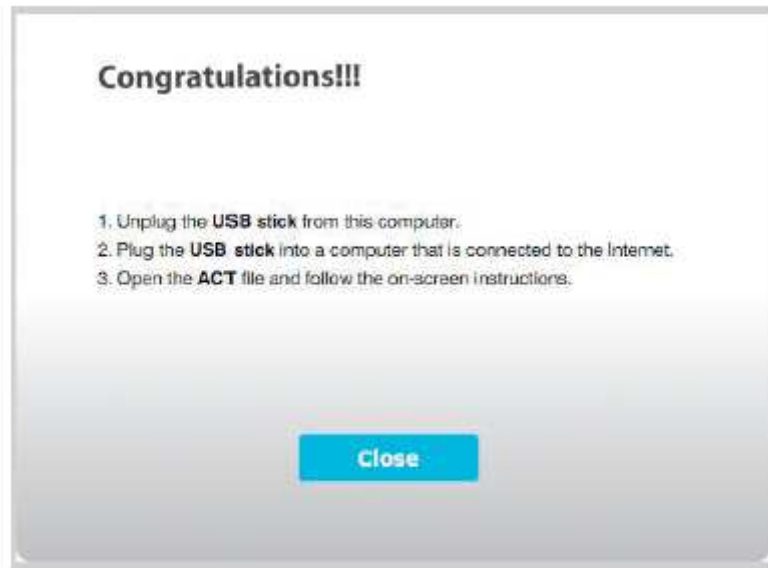 Congratulations!!!
1. Unplug the USB stick from this computer.
2. Plug the USB stick into a computer that is connected to the Internet.
3. Open the ACT file and follow the on-screen instructions.
Close